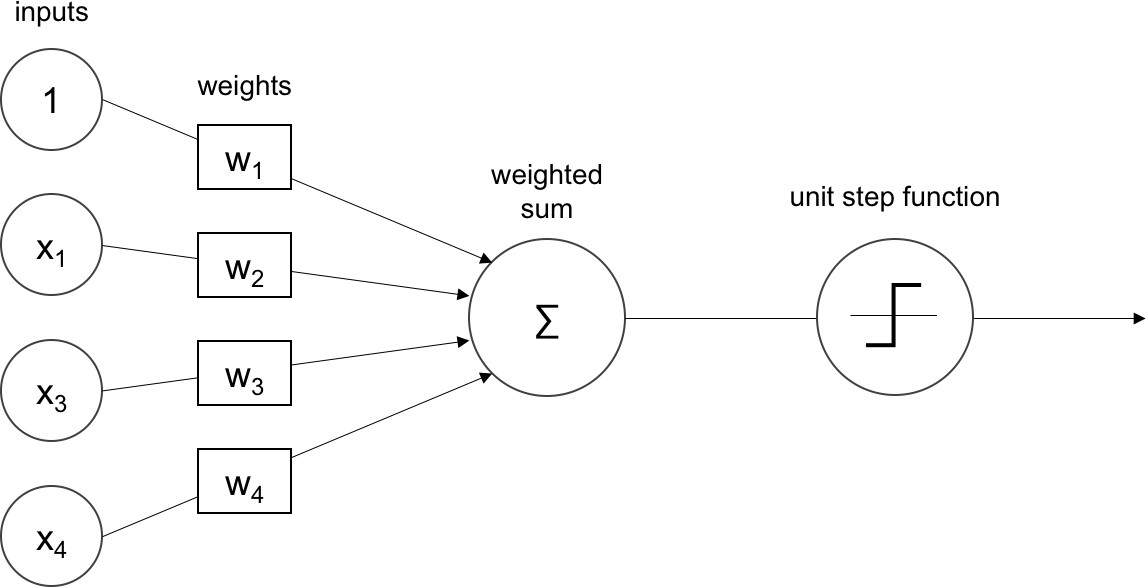 inputs
1
weights
w₁
x₁
w₂
x₃
w₃
x₄
w₄
weighted
sum
∑
unit step function